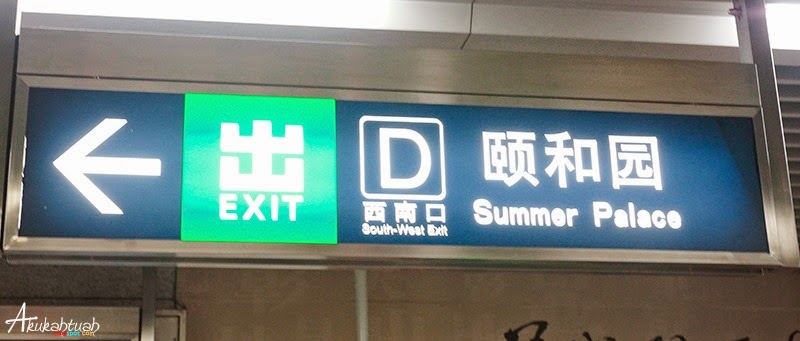 出
EXIT
D
西南口
South-West Exit
颐和园
Summer Palace
Akukahtuah